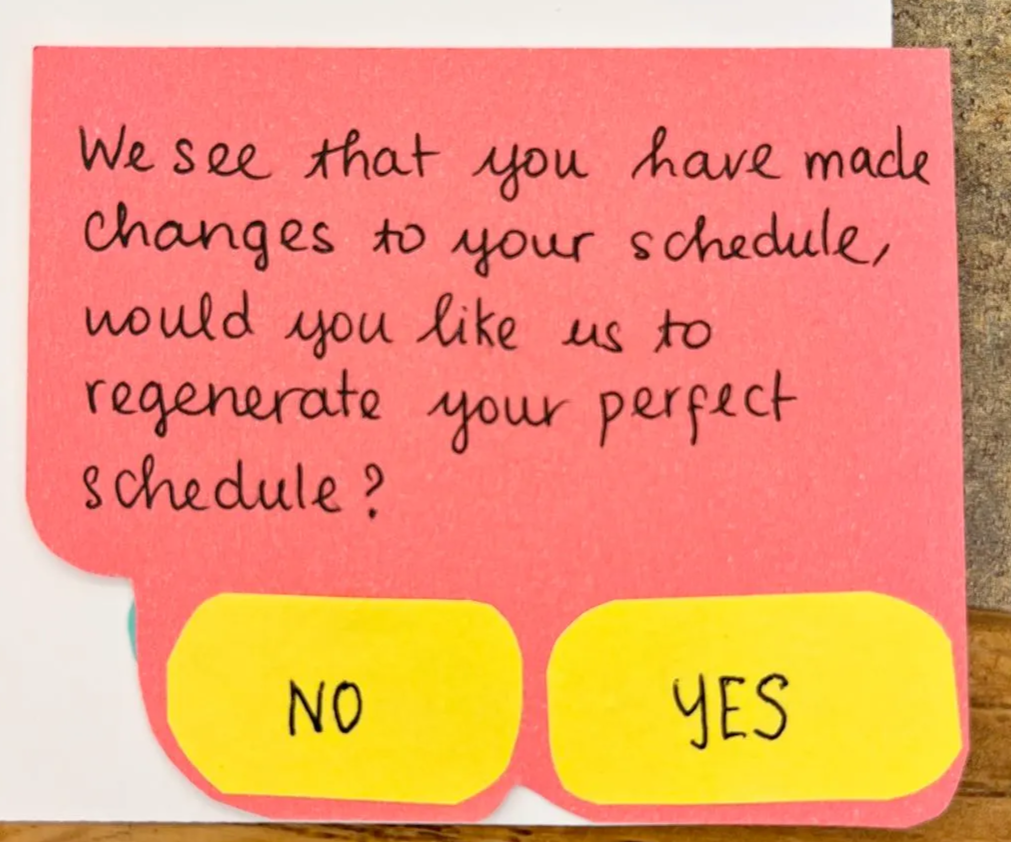 We see that you have made
changes to your schedule,
would you like us to
regenerate your perfect
schedule?
NO YES